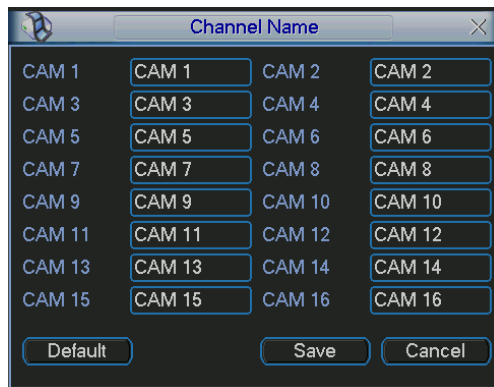 Channel Name
CAM 1 CAM 1 CAM 2 CAM 2
CAM 3 CAM 3 CAM 4 CAM 4
CAM 5 CAM 5 CAM 6 CAM 6
CAM 7 CAM 7 CAM 8 CAM 8
CAM 9 CAM 9 CAM 10 CAM 10
CAM 11 CAM 11 CAM 12 CAM 12
CAM 13 CAM 13 CAM 14 CAM 14
CAM 15 CAM 15 CAM 16 CAM 16
Default Save Cancel